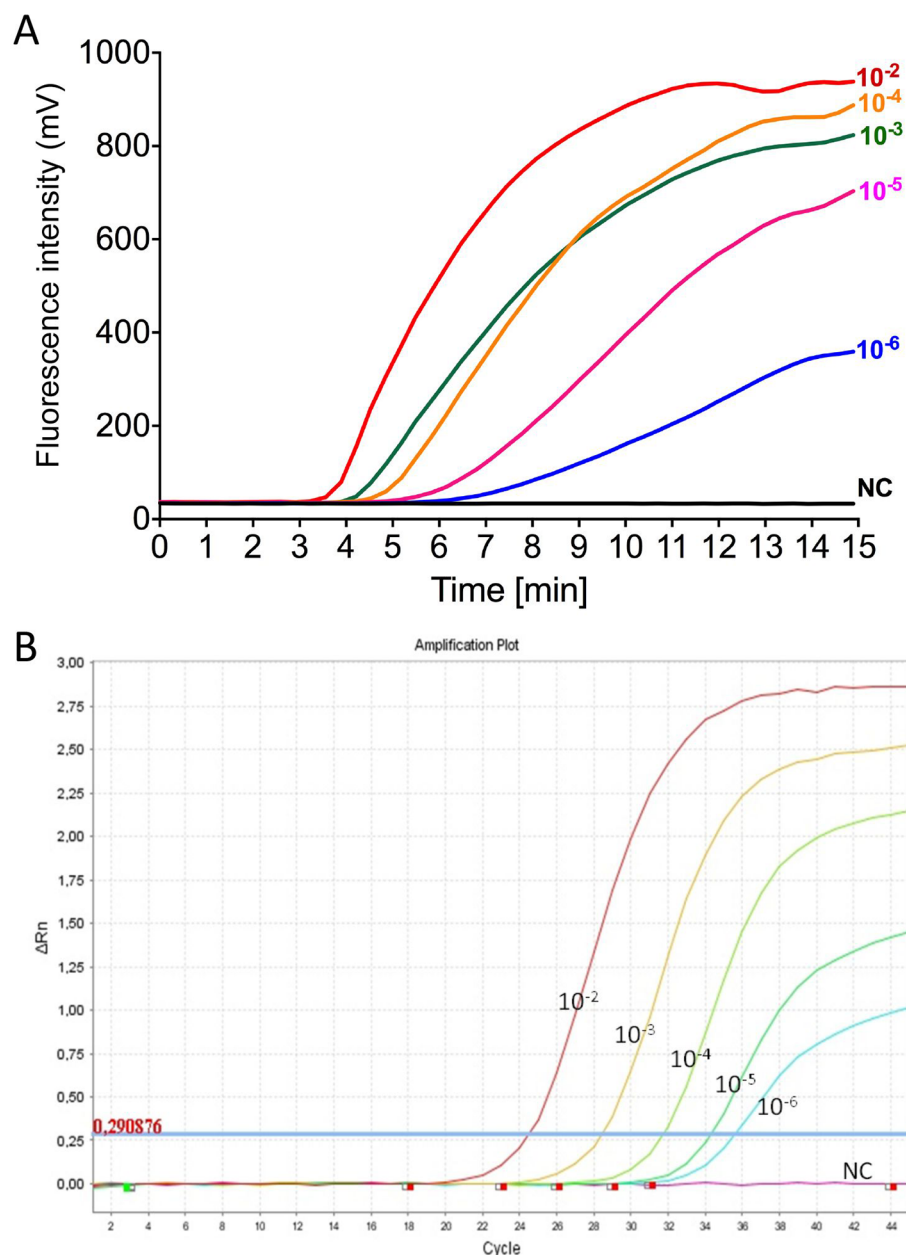 A
Fluorescence intensity (mV)
1000
800
600
400
200
0
10⁻²
10⁻⁴
10⁻³
10⁻⁵
10⁻⁶
NC
0 1 2 3 4 5 6 7 8 9 10 11 12 13 14 15
Time [min]
B
Amplification Plot
ΔRn
3,00
2,75
2,50
2,25
2,00
1,75
1,50
1,25
1,00
0,75
0,50
0,25
0,00
0,290876
10⁻²
10⁻³
10⁻⁴
10⁻⁵
10⁻⁶
NC
2 4 6 8 10 12 14 16 18 20 22 24 26 28 30 32 34 36 38 40 42 44
Cycle